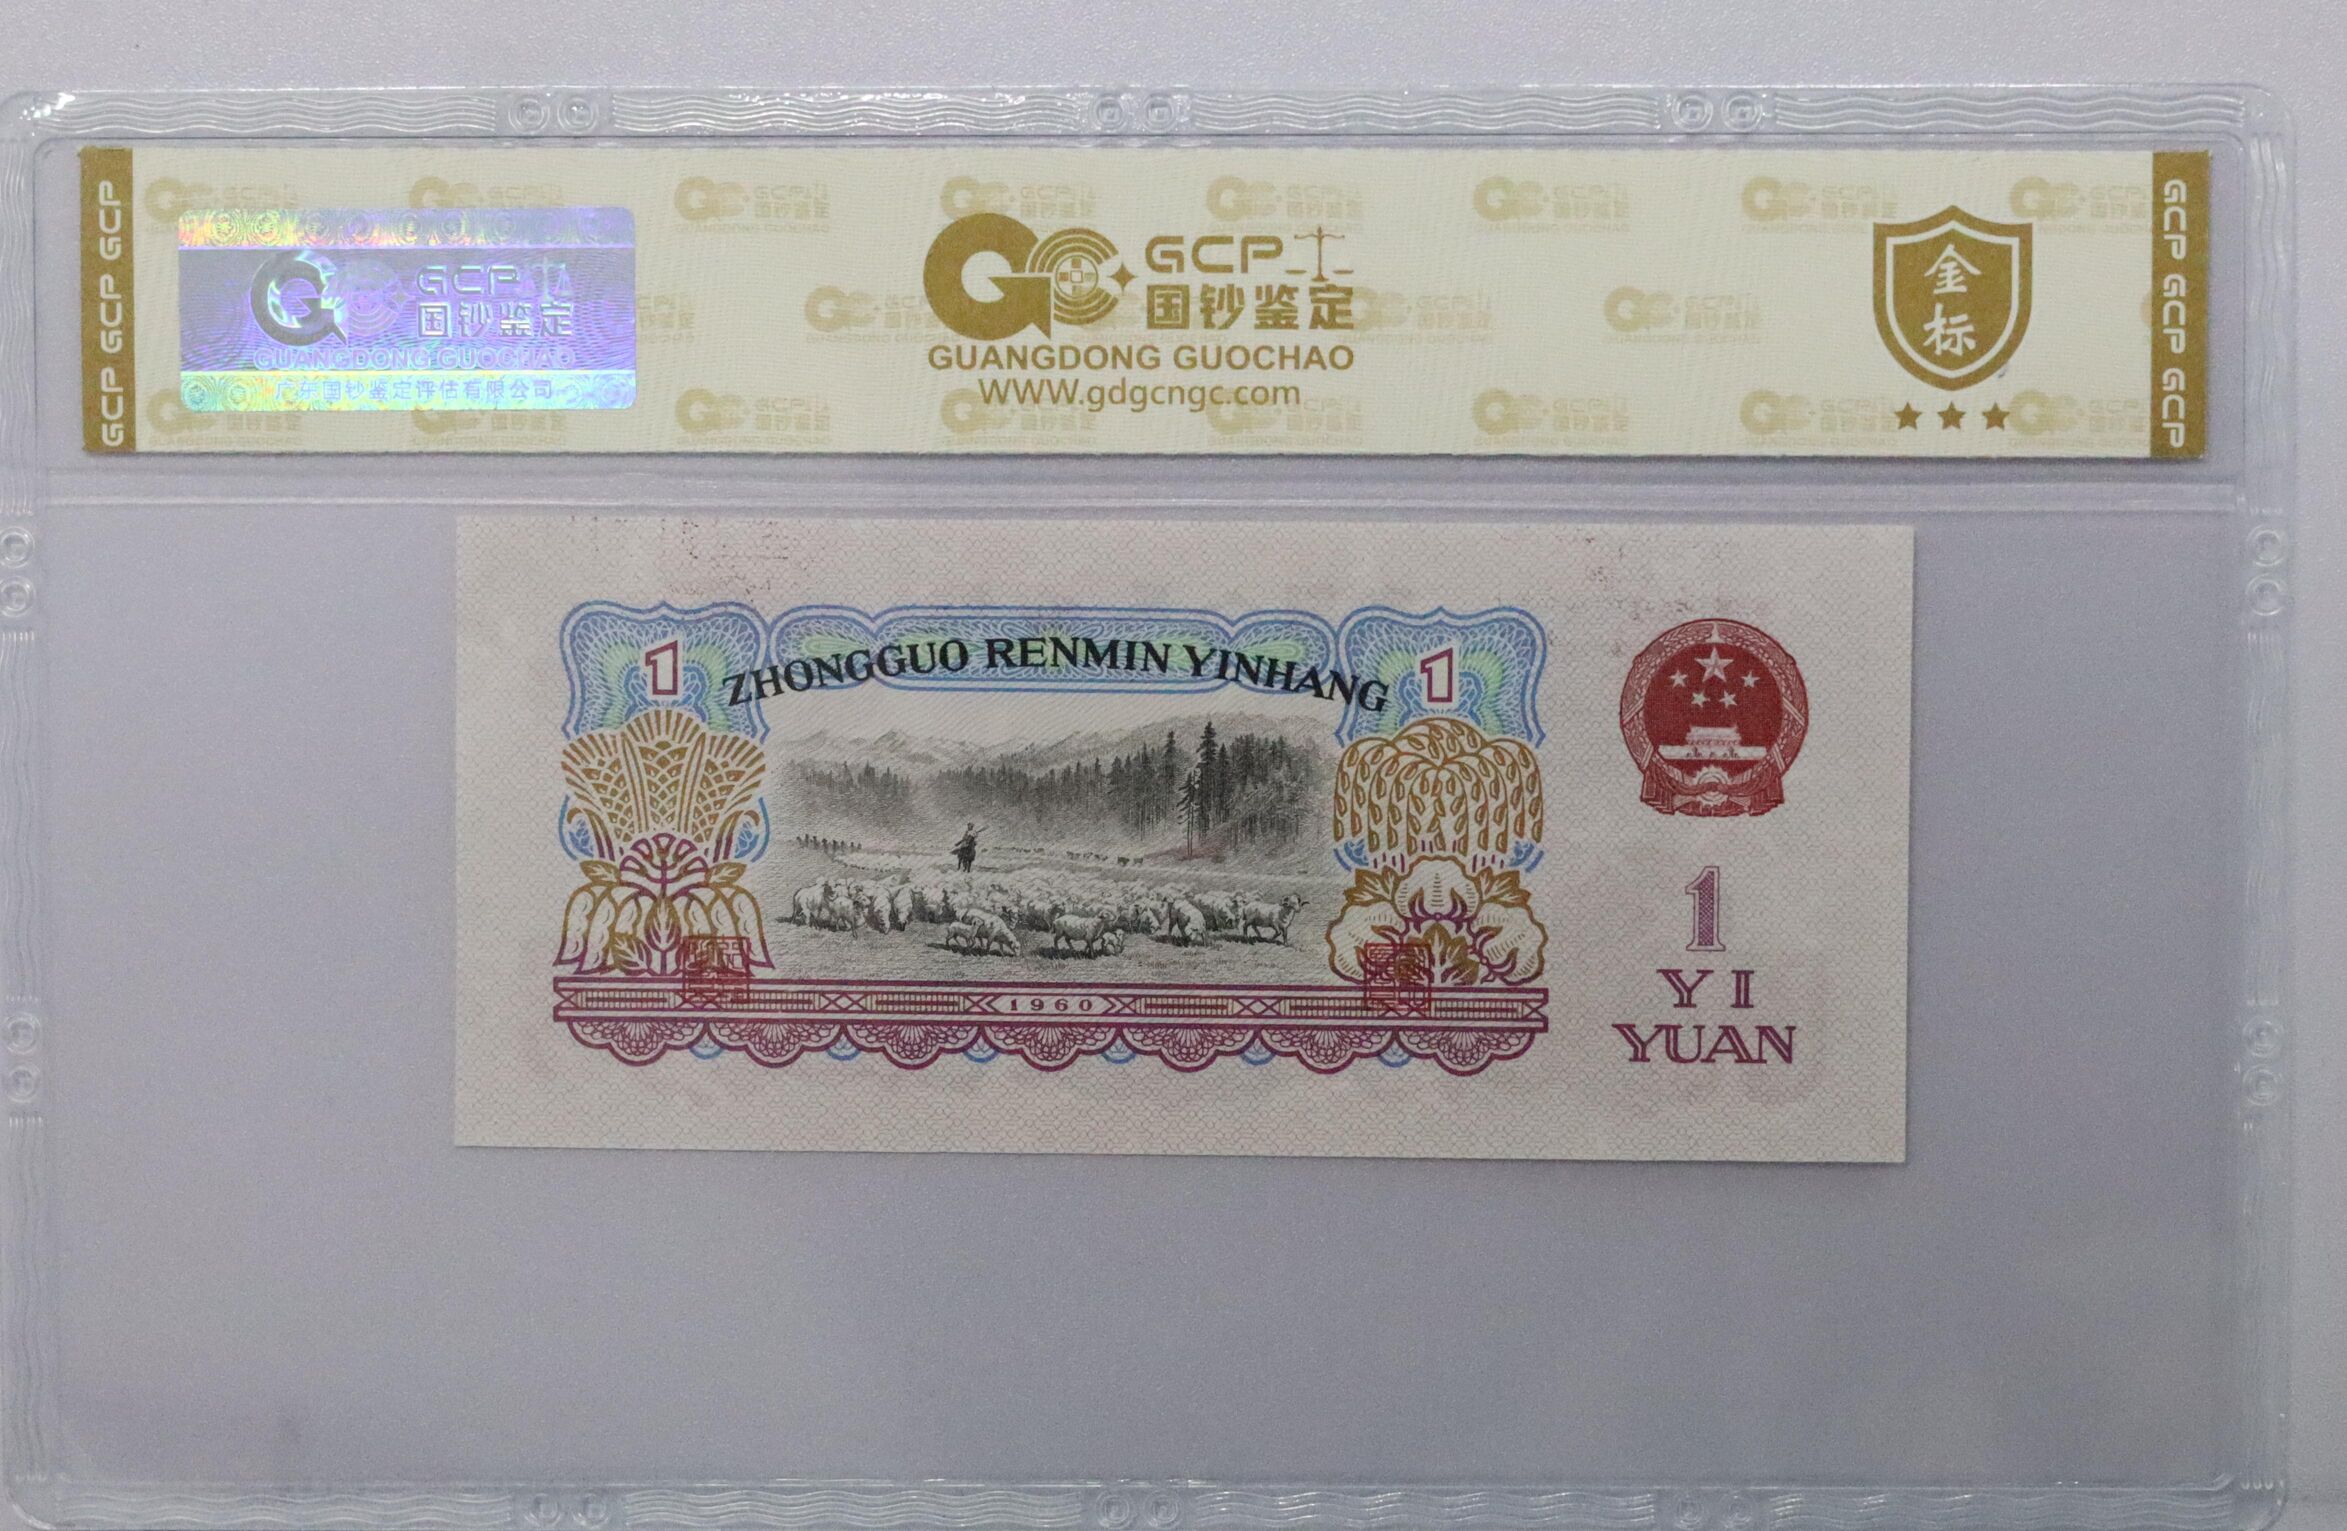 GCP GCP GCP
GCP
国钞鉴定
GUANGDONG GUOCHAO
广东国钞鉴定评估有限公司
GCP
国钞鉴定
GUANGDONG GUOCHAO
WWW.gdgcngc.com
金
标
GCP GCP GCP
1
ZHONGGUO RENMIN YINHANG
1
1960
1
YI
YUAN